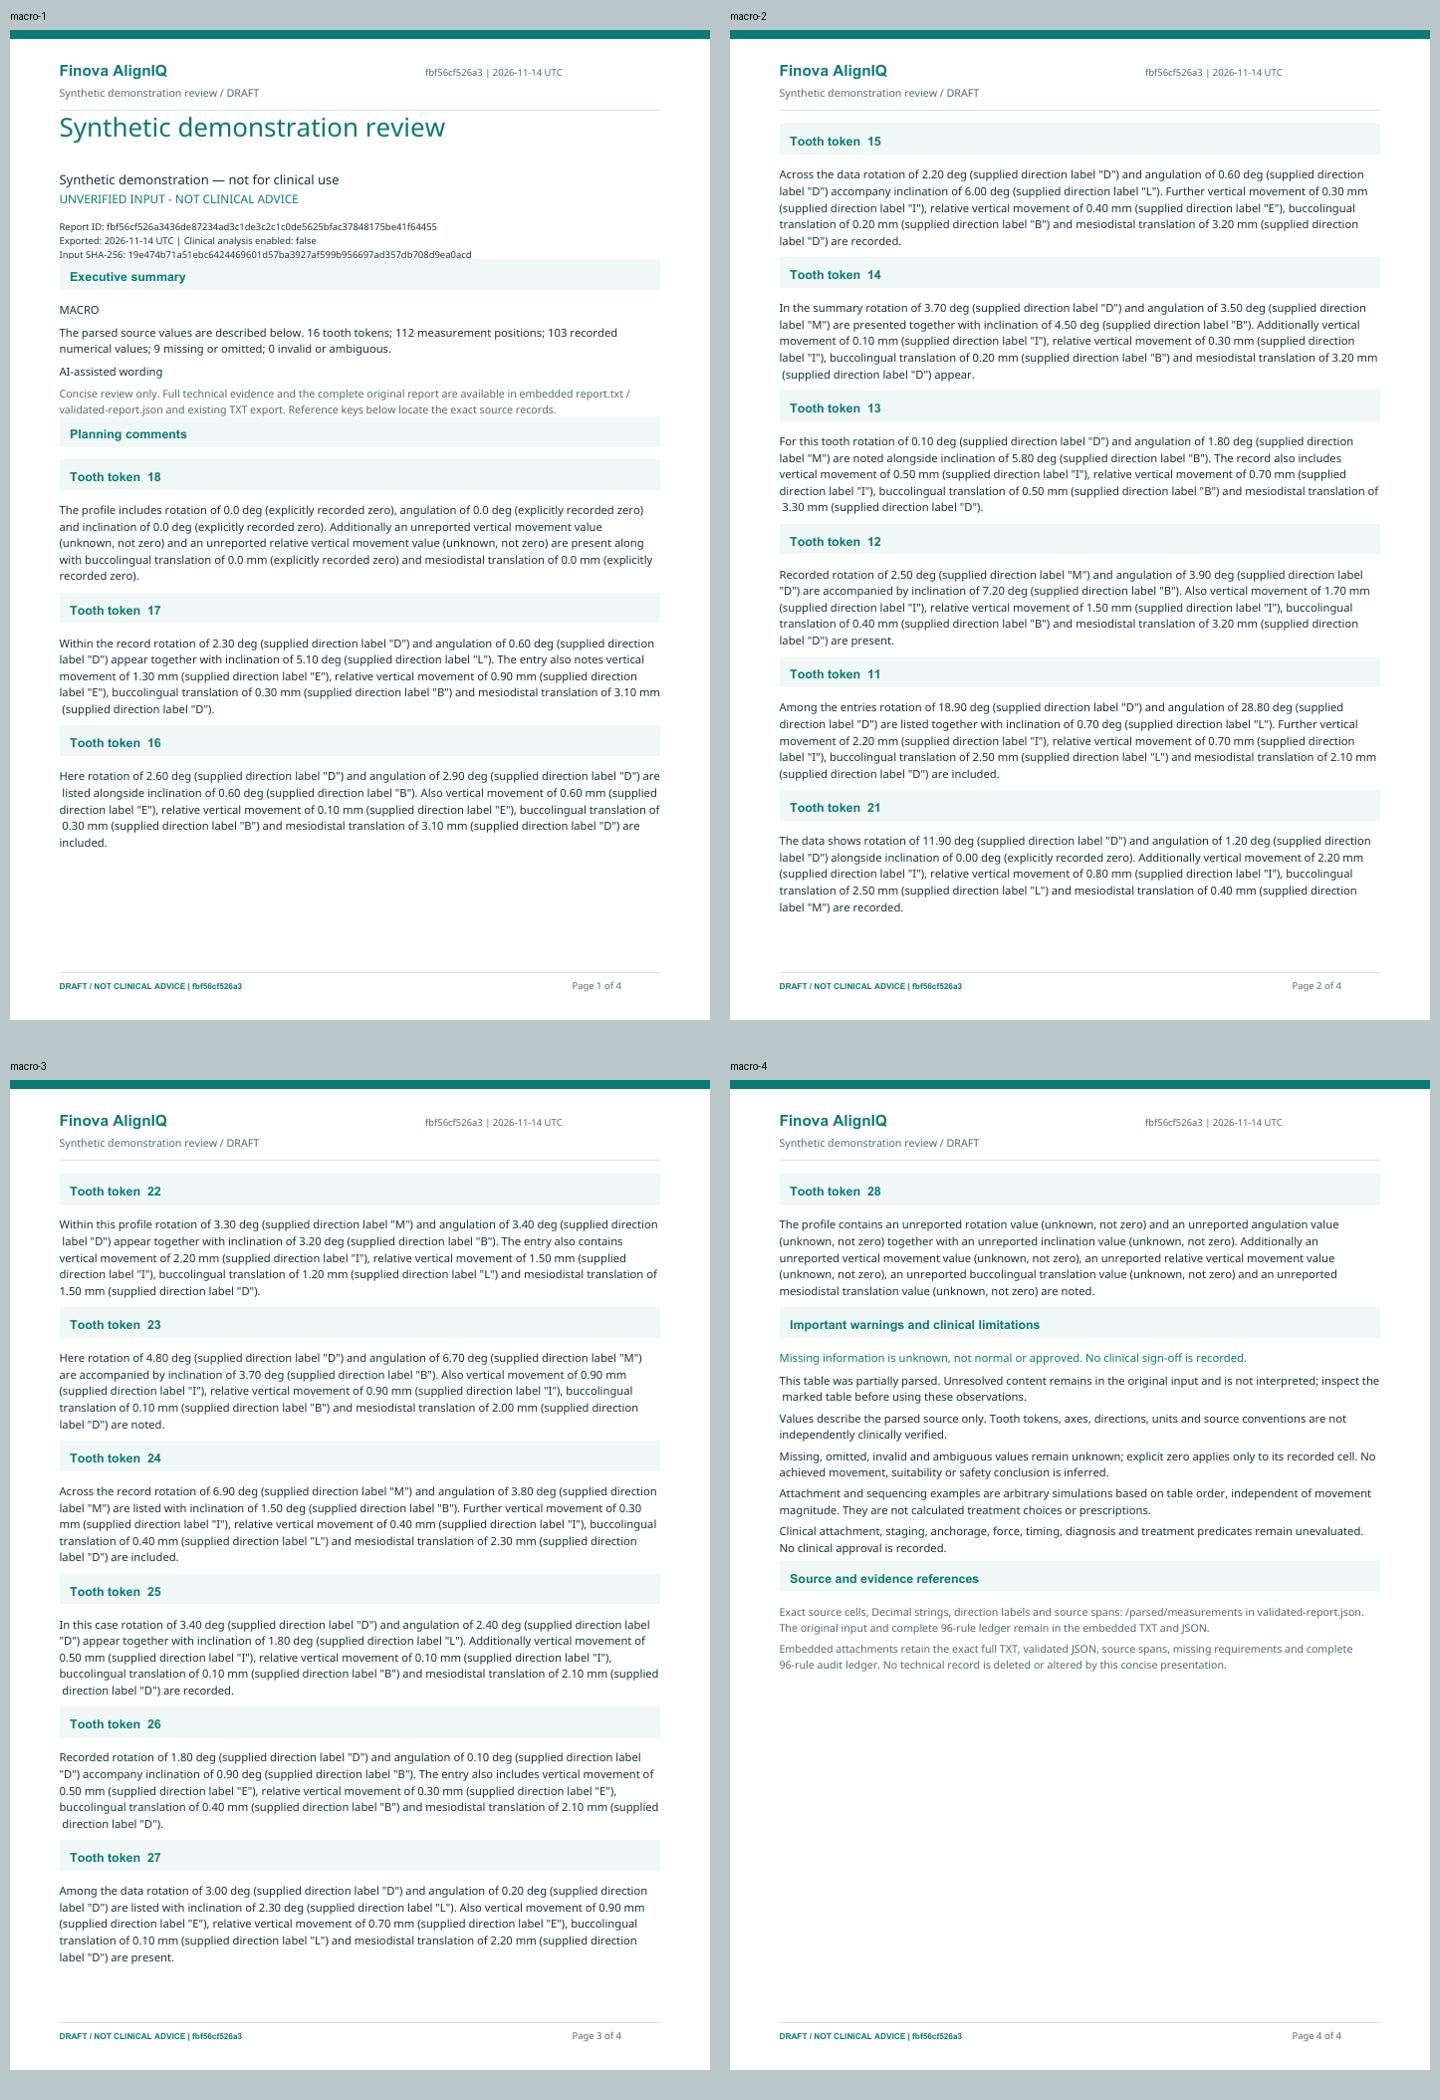 macro-1
Finova AlignIQ
fbf56cf526a3 | 2026-11-14 UTC
Synthetic demonstration review / DRAFT
Synthetic demonstration review
Synthetic demonstration — not for clinical use
UNVERIFIED INPUT - NOT CLINICAL ADVICE
Report ID: fbf56cf526a3436de87234ad3c1de3c2c1c0de5625bfac37848175be41f64455
Exported: 2026-11-14 UTC | Clinical analysis enabled: false
Input SHA-256: 19e474b71a51ebc6424469601d57ba3927af599b956697ad357db708d9ea0acd
Executive summary
MACRO
The parsed source values are described below. 16 tooth tokens; 112 measurement positions; 103 recorded
numerical values; 9 missing or omitted; 0 invalid or ambiguous.
AI-assisted wording
Concise review only. Full technical evidence and the complete original report are available in embedded report.txt /
validated-report.json and existing TXT export. Reference keys below locate the exact source records.
Planning comments
Tooth token 18
The profile includes rotation of 0.0 deg (explicitly recorded zero), angulation of 0.0 deg (explicitly recorded zero)
and inclination of 0.0 deg (explicitly recorded zero). Additionally an unreported vertical movement value
(unknown, not zero) and an unreported relative vertical movement value (unknown, not zero) are present along
with buccolingual translation of 0.0 mm (explicitly recorded zero) and mesiodistal translation of 0.0 mm (explicitly
recorded zero).
Tooth token 17
Within the record rotation of 2.30 deg (supplied direction label "D") and angulation of 0.60 deg (supplied direction
label "D") appear together with inclination of 5.10 deg (supplied direction label "L"). The entry also notes vertical
movement of 1.30 mm (supplied direction label "E"), relative vertical movement of 0.90 mm (supplied direction
label "E"), buccolingual translation of 0.30 mm (supplied direction label "B") and mesiodistal translation of 3.10 mm
(supplied direction label "D").
Tooth token 16
Here rotation of 2.60 deg (supplied direction label "D") and angulation of 2.90 deg (supplied direction label "D") are
listed alongside inclination of 0.60 deg (supplied direction label "B"). Also vertical movement of 0.60 mm (supplied
direction label "E"), relative vertical movement of 0.10 mm (supplied direction label "E"), buccolingual translation of
0.30 mm (supplied direction label "B") and mesiodistal translation of 3.10 mm (supplied direction label "D") are
included.
DRAFT / NOT CLINICAL ADVICE | fbf56cf526a3
Page 1 of 4
macro-2
Finova AlignIQ
fbf56cf526a3 | 2026-11-14 UTC
Synthetic demonstration review / DRAFT
Tooth token 15
Across the data rotation of 2.20 deg (supplied direction label "D") and angulation of 0.60 deg (supplied direction
label "D") accompany inclination of 6.00 deg (supplied direction label "L"). Further vertical movement of 0.30 mm
(supplied direction label "I"), relative vertical movement of 0.40 mm (supplied direction label "E"), buccolingual
translation of 0.20 mm (supplied direction label "B") and mesiodistal translation of 3.20 mm (supplied direction
label "D") are recorded.
Tooth token 14
In the summary rotation of 3.70 deg (supplied direction label "D") and angulation of 3.50 deg (supplied direction
label "M") are presented together with inclination of 4.50 deg (supplied direction label "B"). Additionally vertical
movement of 0.10 mm (supplied direction label "I"), relative vertical movement of 0.30 mm (supplied direction
label "I"), buccolingual translation of 0.20 mm (supplied direction label "B") and mesiodistal translation of 3.20 mm
(supplied direction label "D") appear.
Tooth token 13
For this tooth rotation of 0.10 deg (supplied direction label "D") and angulation of 1.80 deg (supplied direction
label "M") are noted alongside inclination of 5.80 deg (supplied direction label "B"). The record also includes
vertical movement of 0.50 mm (supplied direction label "I"), relative vertical movement of 0.70 mm (supplied
direction label "I"), buccolingual translation of 0.50 mm (supplied direction label "B") and mesiodistal translation of
3.30 mm (supplied direction label "D").
Tooth token 12
Recorded rotation of 2.50 deg (supplied direction label "M") and angulation of 3.90 deg (supplied direction label
"D") are accompanied by inclination of 7.20 deg (supplied direction label "B"). Also vertical movement of 1.70 mm
(supplied direction label "I"), relative vertical movement of 1.50 mm (supplied direction label "I"), buccolingual
translation of 0.40 mm (supplied direction label "B") and mesiodistal translation of 3.20 mm (supplied direction
label "D") are present.
Tooth token 11
Among the entries rotation of 18.90 deg (supplied direction label "D") and angulation of 28.80 deg (supplied
direction label "D") are listed together with inclination of 0.70 deg (supplied direction label "L"). Further vertical
movement of 2.20 mm (supplied direction label "I"), relative vertical movement of 0.70 mm (supplied direction
label "I"), buccolingual translation of 2.50 mm (supplied direction label "L") and mesiodistal translation of 2.10 mm
(supplied direction label "D") are included.
Tooth token 21
The data shows rotation of 11.90 deg (supplied direction label "D") and angulation of 1.20 deg (supplied direction
label "D") alongside inclination of 0.00 deg (explicitly recorded zero). Additionally vertical movement of 2.20 mm
(supplied direction label "I"), relative vertical movement of 0.80 mm (supplied direction label "I"), buccolingual
translation of 2.50 mm (supplied direction label "L") and mesiodistal translation of 0.40 mm (supplied direction
label "M") are recorded.
DRAFT / NOT CLINICAL ADVICE | fbf56cf526a3
Page 2 of 4
macro-3
Finova AlignIQ
fbf56cf526a3 | 2026-11-14 UTC
Synthetic demonstration review / DRAFT
Tooth token 22
Within this profile rotation of 3.30 deg (supplied direction label "M") and angulation of 3.40 deg (supplied direction
label "D") appear together with inclination of 3.20 deg (supplied direction label "B"). The entry also contains
vertical movement of 2.20 mm (supplied direction label "I"), relative vertical movement of 1.50 mm (supplied
direction label "I"), buccolingual translation of 1.20 mm (supplied direction label "L") and mesiodistal translation of
1.50 mm (supplied direction label "D").
Tooth token 23
Here rotation of 4.80 deg (supplied direction label "D") and angulation of 6.70 deg (supplied direction label "M")
are accompanied by inclination of 3.70 deg (supplied direction label "B"). Also vertical movement of 0.90 mm
(supplied direction label "I"), relative vertical movement of 0.90 mm (supplied direction label "I"), buccolingual
translation of 0.10 mm (supplied direction label "B") and mesiodistal translation of 2.00 mm (supplied direction
label "D") are noted.
Tooth token 24
Across the record rotation of 6.90 deg (supplied direction label "M") and angulation of 3.80 deg (supplied direction
label "M") are listed with inclination of 1.50 deg (supplied direction label "B"). Further vertical movement of 0.30
mm (supplied direction label "I"), relative vertical movement of 0.40 mm (supplied direction label "I"), buccolingual
translation of 0.40 mm (supplied direction label "L") and mesiodistal translation of 2.30 mm (supplied direction
label "D") are included.
Tooth token 25
In this case rotation of 3.40 deg (supplied direction label "D") and angulation of 2.40 deg (supplied direction label
"D") appear together with inclination of 1.80 deg (supplied direction label "L"). Additionally vertical movement of
0.50 mm (supplied direction label "I"), relative vertical movement of 0.10 mm (supplied direction label "I"),
buccolingual translation of 0.10 mm (supplied direction label "B") and mesiodistal translation of 2.10 mm (supplied
direction label "D") are recorded.
Tooth token 26
Recorded rotation of 1.80 deg (supplied direction label "D") and angulation of 0.10 deg (supplied direction label
"D") accompany inclination of 0.90 deg (supplied direction label "B"). The entry also includes vertical movement of
0.50 mm (supplied direction label "E"), relative vertical movement of 0.30 mm (supplied direction label "E"),
buccolingual translation of 0.40 mm (supplied direction label "B") and mesiodistal translation of 2.10 mm (supplied
direction label "D").
Tooth token 27
Among the data rotation of 3.00 deg (supplied direction label "D") and angulation of 0.20 deg (supplied direction
label "D") are listed with inclination of 2.30 deg (supplied direction label "L"). Also vertical movement of 0.90 mm
(supplied direction label "E"), relative vertical movement of 0.70 mm (supplied direction label "E"), buccolingual
translation of 0.10 mm (supplied direction label "L") and mesiodistal translation of 2.20 mm (supplied direction
label "D") are present.
DRAFT / NOT CLINICAL ADVICE | fbf56cf526a3
Page 3 of 4
macro-4
Finova AlignIQ
fbf56cf526a3 | 2026-11-14 UTC
Synthetic demonstration review / DRAFT
Tooth token 28
The profile contains an unreported rotation value (unknown, not zero) and an unreported angulation value
(unknown, not zero) together with an unreported inclination value (unknown, not zero). Additionally an
unreported vertical movement value (unknown, not zero), an unreported relative vertical movement value
(unknown, not zero), an unreported buccolingual translation value (unknown, not zero) and an unreported
mesiodistal translation value (unknown, not zero) are noted.
Important warnings and clinical limitations
Missing information is unknown, not normal or approved. No clinical sign-off is recorded.
This table was partially parsed. Unresolved content remains in the original input and is not interpreted; inspect the
marked table before using these observations.
Values describe the parsed source only. Tooth tokens, axes, directions, units and source conventions are not
independently clinically verified.
Missing, omitted, invalid and ambiguous values remain unknown; explicit zero applies only to its recorded cell. No
achieved movement, suitability or safety conclusion is inferred.
Attachment and sequencing examples are arbitrary simulations based on table order, independent of movement
magnitude. They are not calculated treatment choices or prescriptions.
Clinical attachment, staging, anchorage, force, timing, diagnosis and treatment predicates remain unevaluated.
No clinical approval is recorded.
Source and evidence references
Exact source cells, Decimal strings, direction labels and source spans: /parsed/measurements in validated-report.json.
The original input and complete 96-rule ledger remain in the embedded TXT and JSON.
Embedded attachments retain the exact full TXT, validated JSON, source spans, missing requirements and complete
96-rule audit ledger. No technical record is deleted or altered by this concise presentation.
DRAFT / NOT CLINICAL ADVICE | fbf56cf526a3
Page 4 of 4